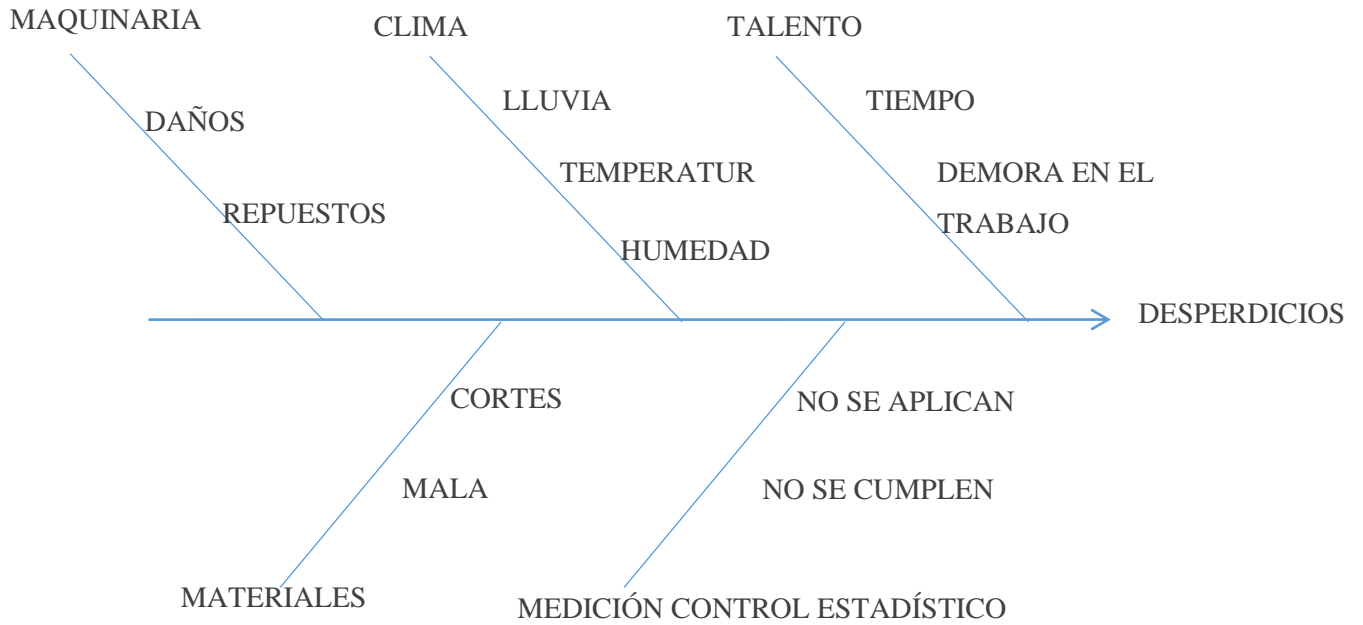 MAQUINARIA
CLIMA
TALENTO
DAÑOS
REPUESTOS
LLUVIA
TEMPERATUR
HUMEDAD
TIEMPO
DEMORA EN EL
TRABAJO
DESPERDICIOS
CORTES
MALA
MATERIALES
NO SE APLICAN
NO SE CUMPLEN
MEDICIÓN CONTROL ESTADÍSTICO